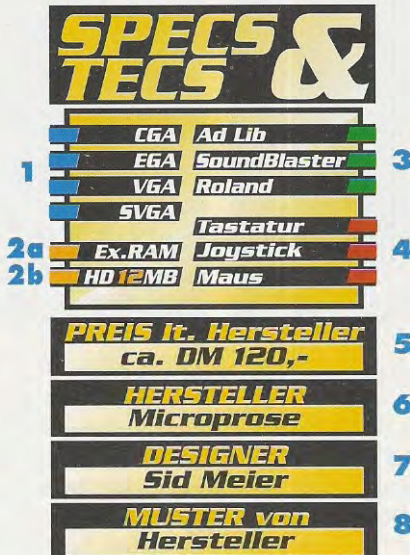 SPECS &
TECS
CGA Ad Lib
1 EGA SoundBlaster 3
VGA Roland
SVGA
Tastatur
2a Ex.RAM Joystick 4
2b HD 12MB Maus
PREIS lt. Hersteller 5
ca. DM 120,-
HERSTELLER 6
Microprose
DESIGNER 7
Sid Meier
MUSTER von 8
Hersteller